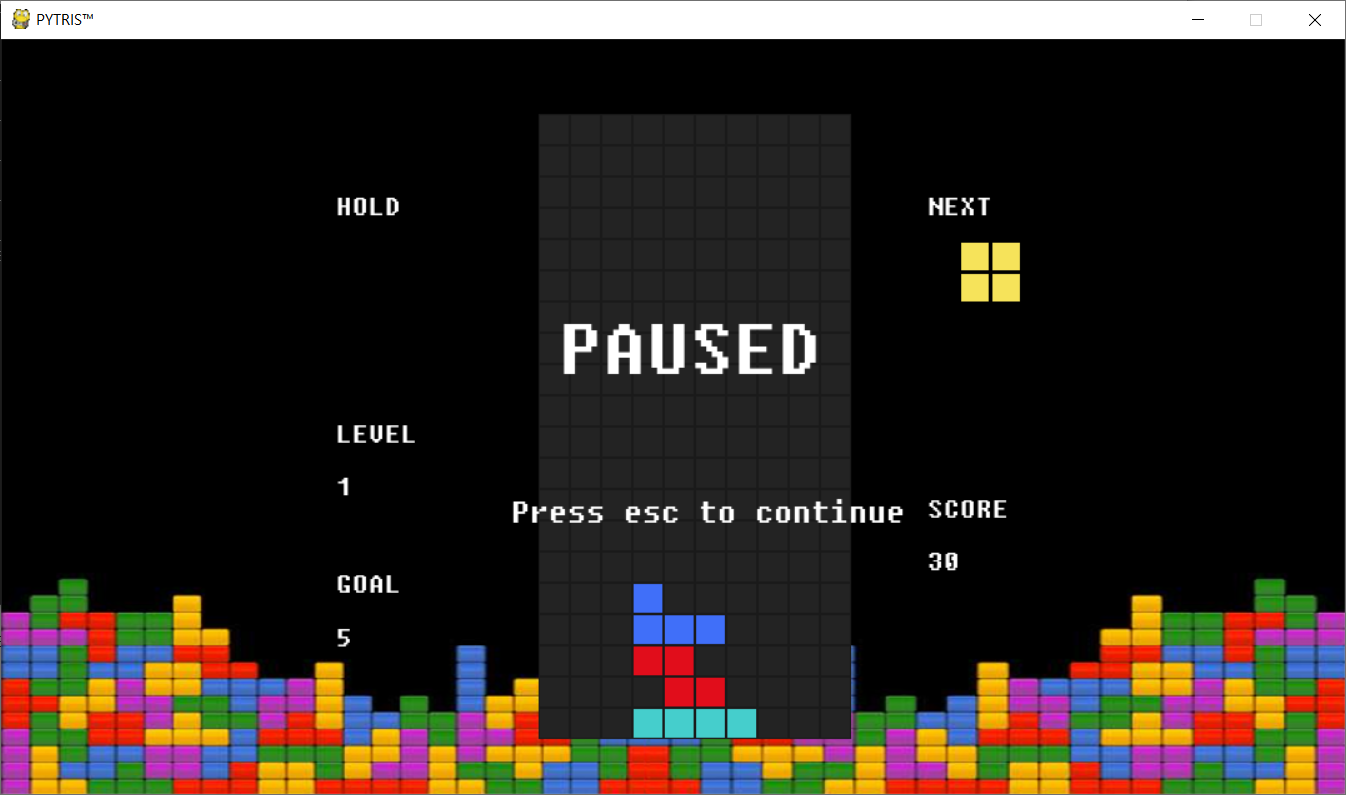 PYTRIS™
HOLD
NEXT
PAUSED
LEVEL
1
Press esc to continue
SCORE
30
GOAL
5